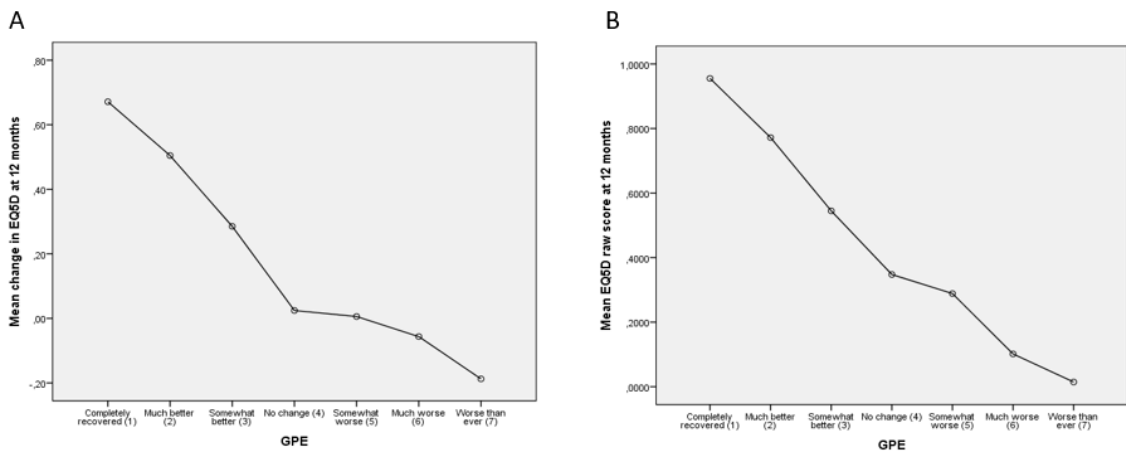 A
Mean change in EQ5D at 12 months
,80
,60
,40
,20
,00
-,20
Completely
recovered (1)
Much better
(2)
Somewhat
better (3)
No change (4)
Somewhat
worse (5)
Much worse
(6)
Worse than
ever (7)
GPE
B
Mean EQ5D raw score at 12 months
1,0000
,8000
,6000
,4000
,2000
,0000
Completely
recovered (1)
Much better
(2)
Somewhat
better (3)
No change (4)
Somewhat
worse (5)
Much worse
(6)
Worse than
ever (7)
GPE